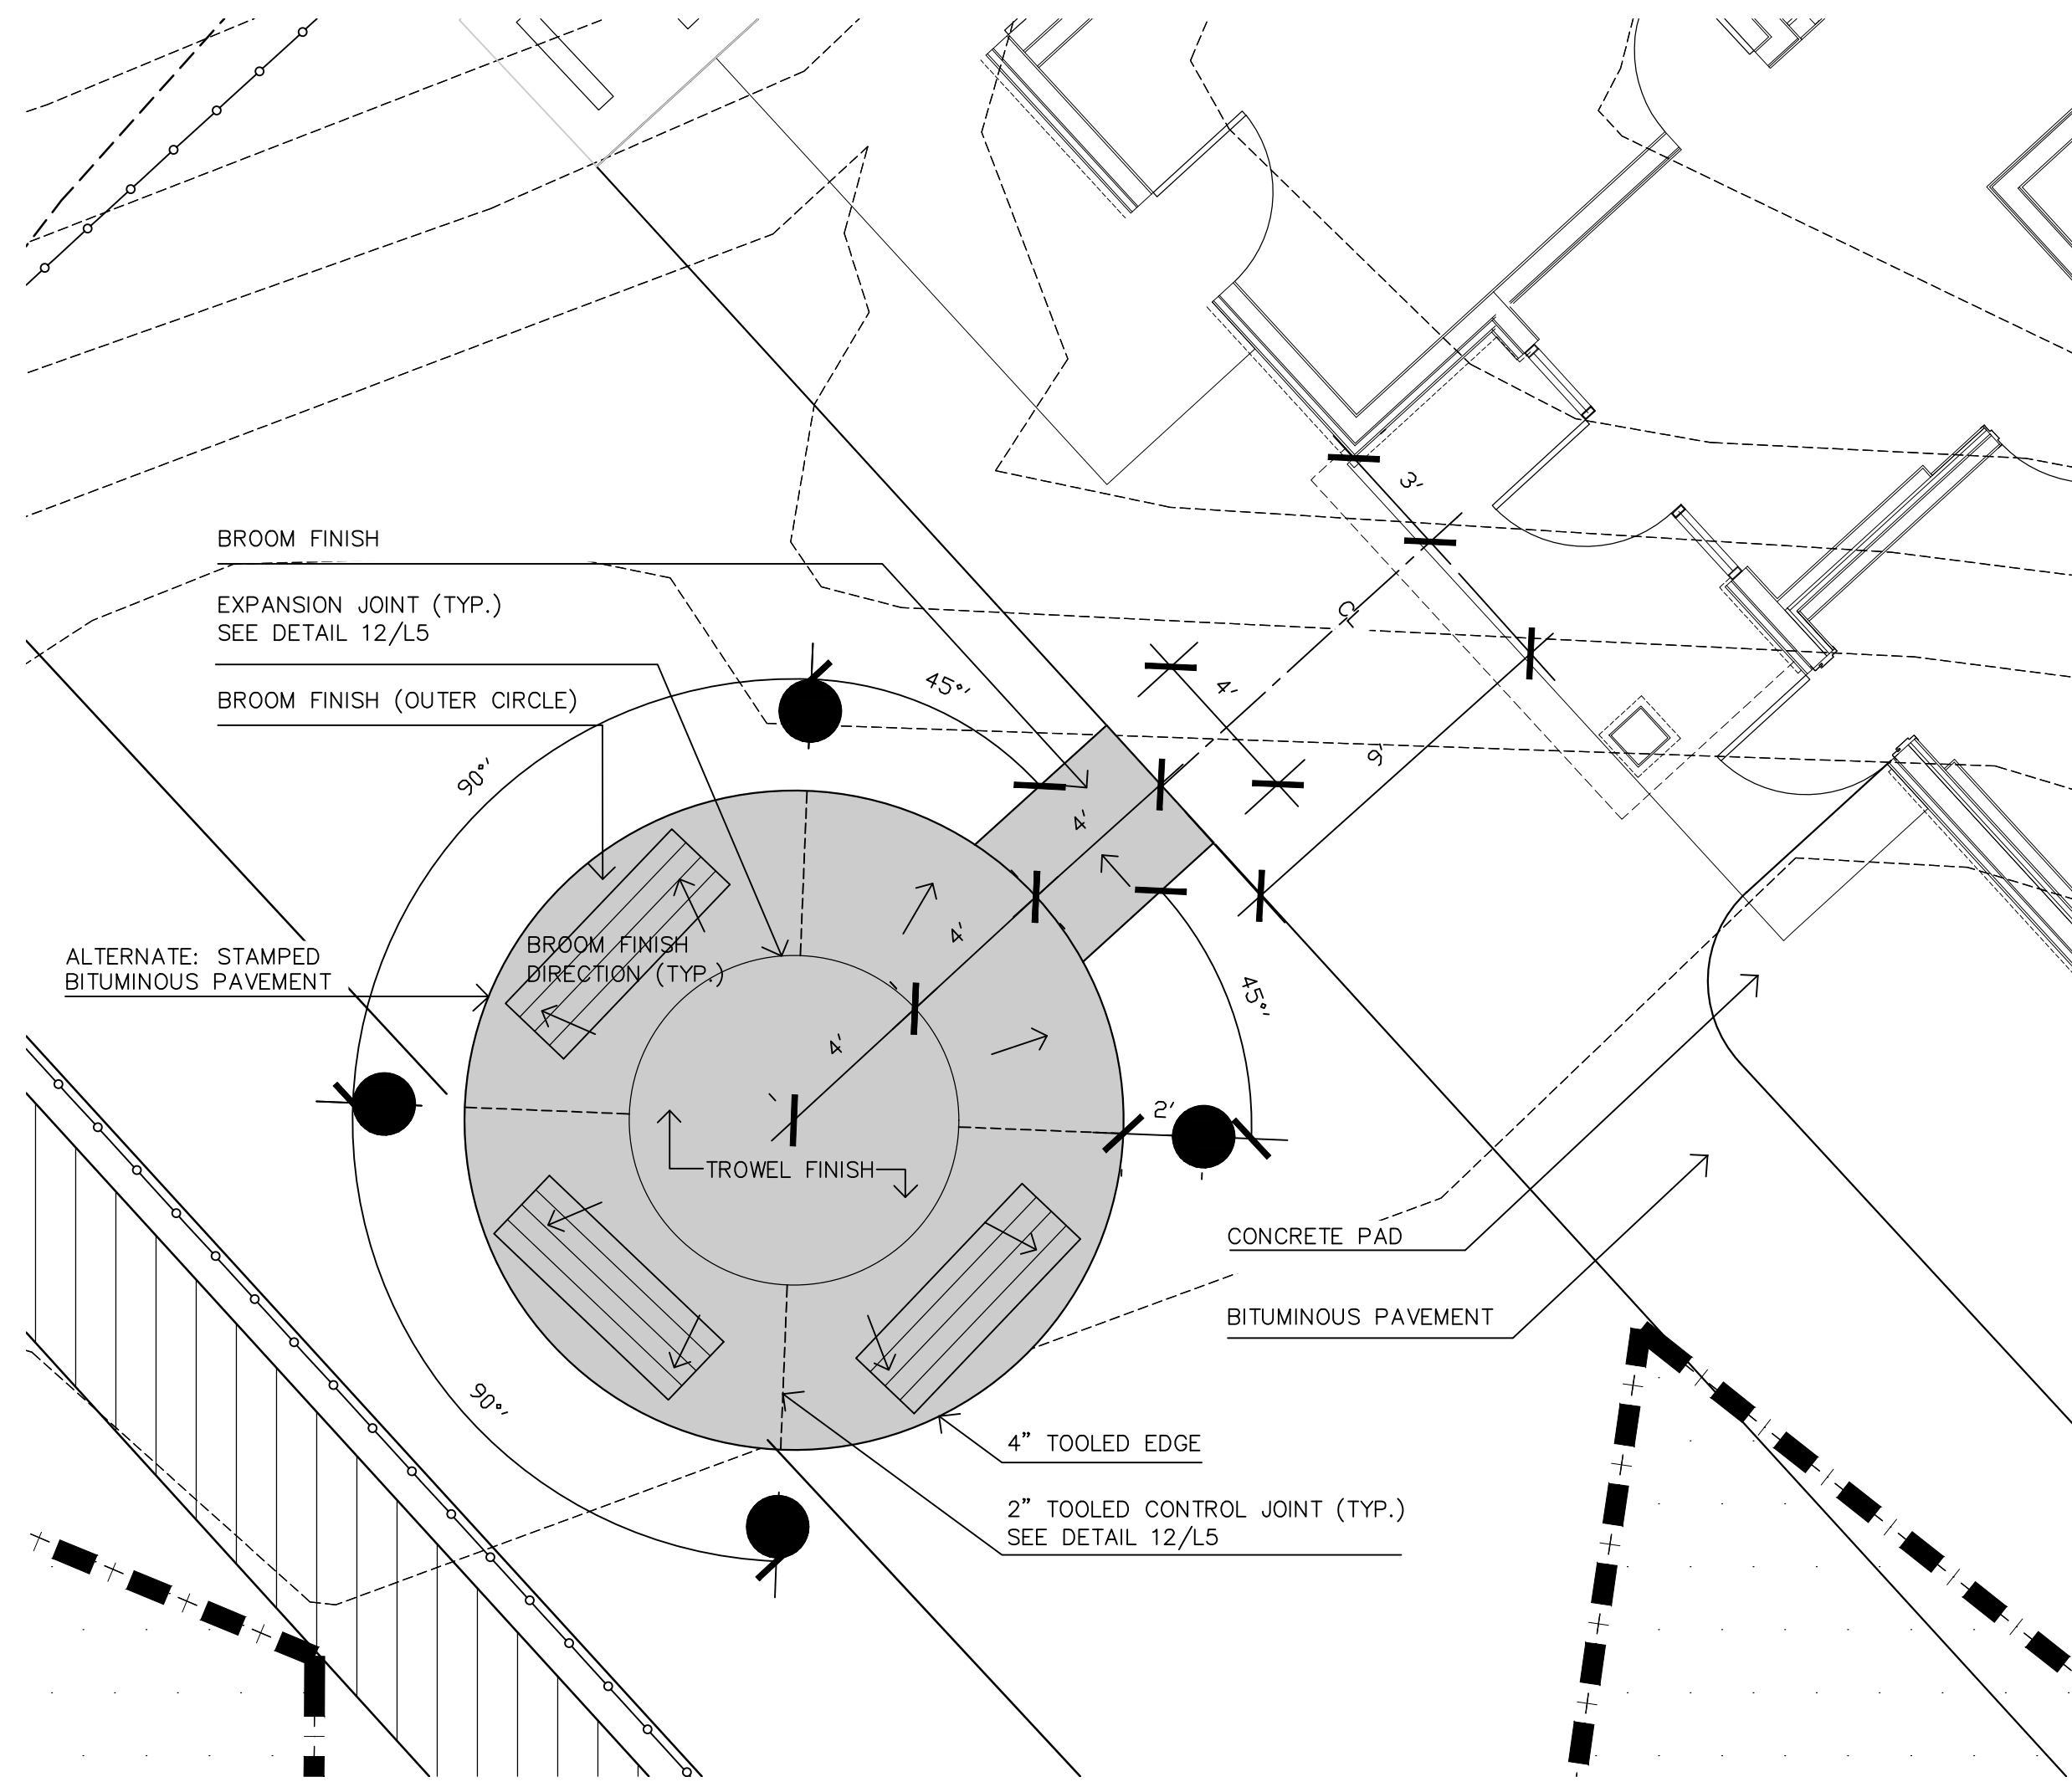 3'
BROOM FINISH
EXPANSION JOINT (TYP.)
SEE DETAIL 12/L5
CL
BROOM FINISH (OUTER CIRCLE)
45°'
4'
9'
90°'
4'
4'
BROOM FINISH
DIRECTION (TYP.)
ALTERNATE: STAMPED
BITUMINOUS PAVEMENT
45°'
4'
2'
TROWEL FINISH
CONCRETE PAD
BITUMINOUS PAVEMENT
90°'
4" TOOLED EDGE
2" TOOLED CONTROL JOINT (TYP.)
SEE DETAIL 12/L5